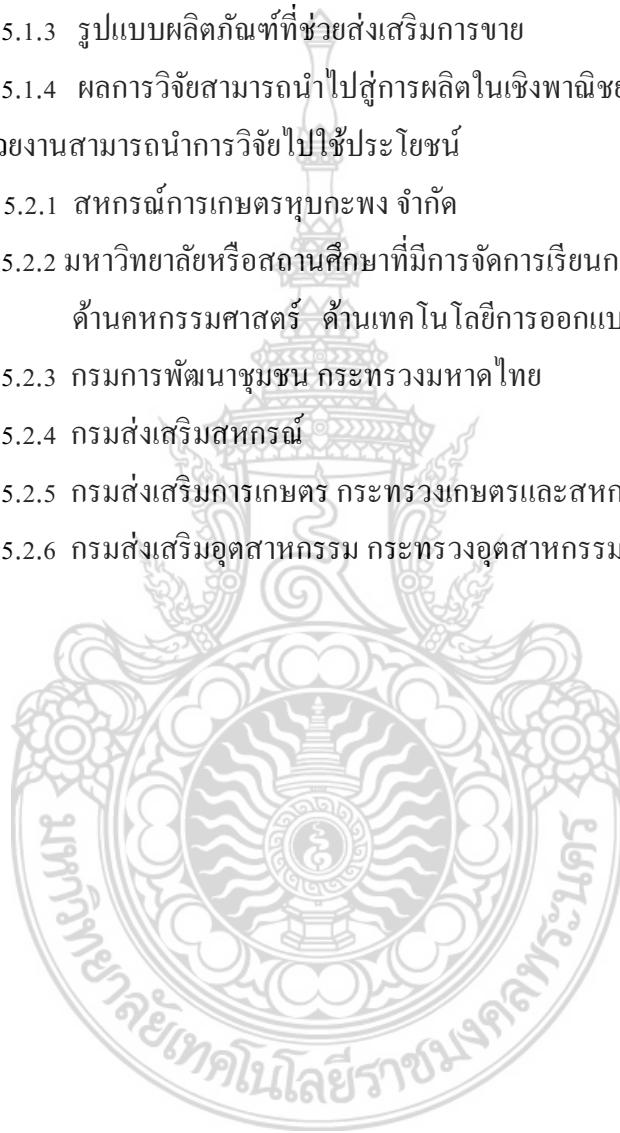 5.1.3 รูปแบบผลิตภัณฑ์ที่ช่วยส่งเสริมการขาย
5.1.4 ผลการวิจัยสามารถนำไปสู่การผลิตในเชิงพาณิชย
วยงานสามารถนำการวิจัยไปใช้ประโยชน์
5.2.1 สหกรณ์การเกษตรหุบกะพง จำกัด
5.2.2 มหาวิทยาลัยหรือสถานศึกษาที่มีการจัดการเรียนก
ด้านคหกรรมศาสตร์ ด้านเทคโนโลยีการออกแบ
5.2.3 กรมการพัฒนาชุมชน กระทรวงมหาดไทย
5.2.4 กรมส่งเสริมสหกรณ์
5.2.5 กรมส่งเสริมการเกษตร กระทรวงเกษตรและสหก
5.2.6 กรมส่งเสริมอุตสาหกรรม กระทรวงอุตสาหกรรม
มหาวิทยาลัยเทคโนโลยีราชมงคลพระนคร